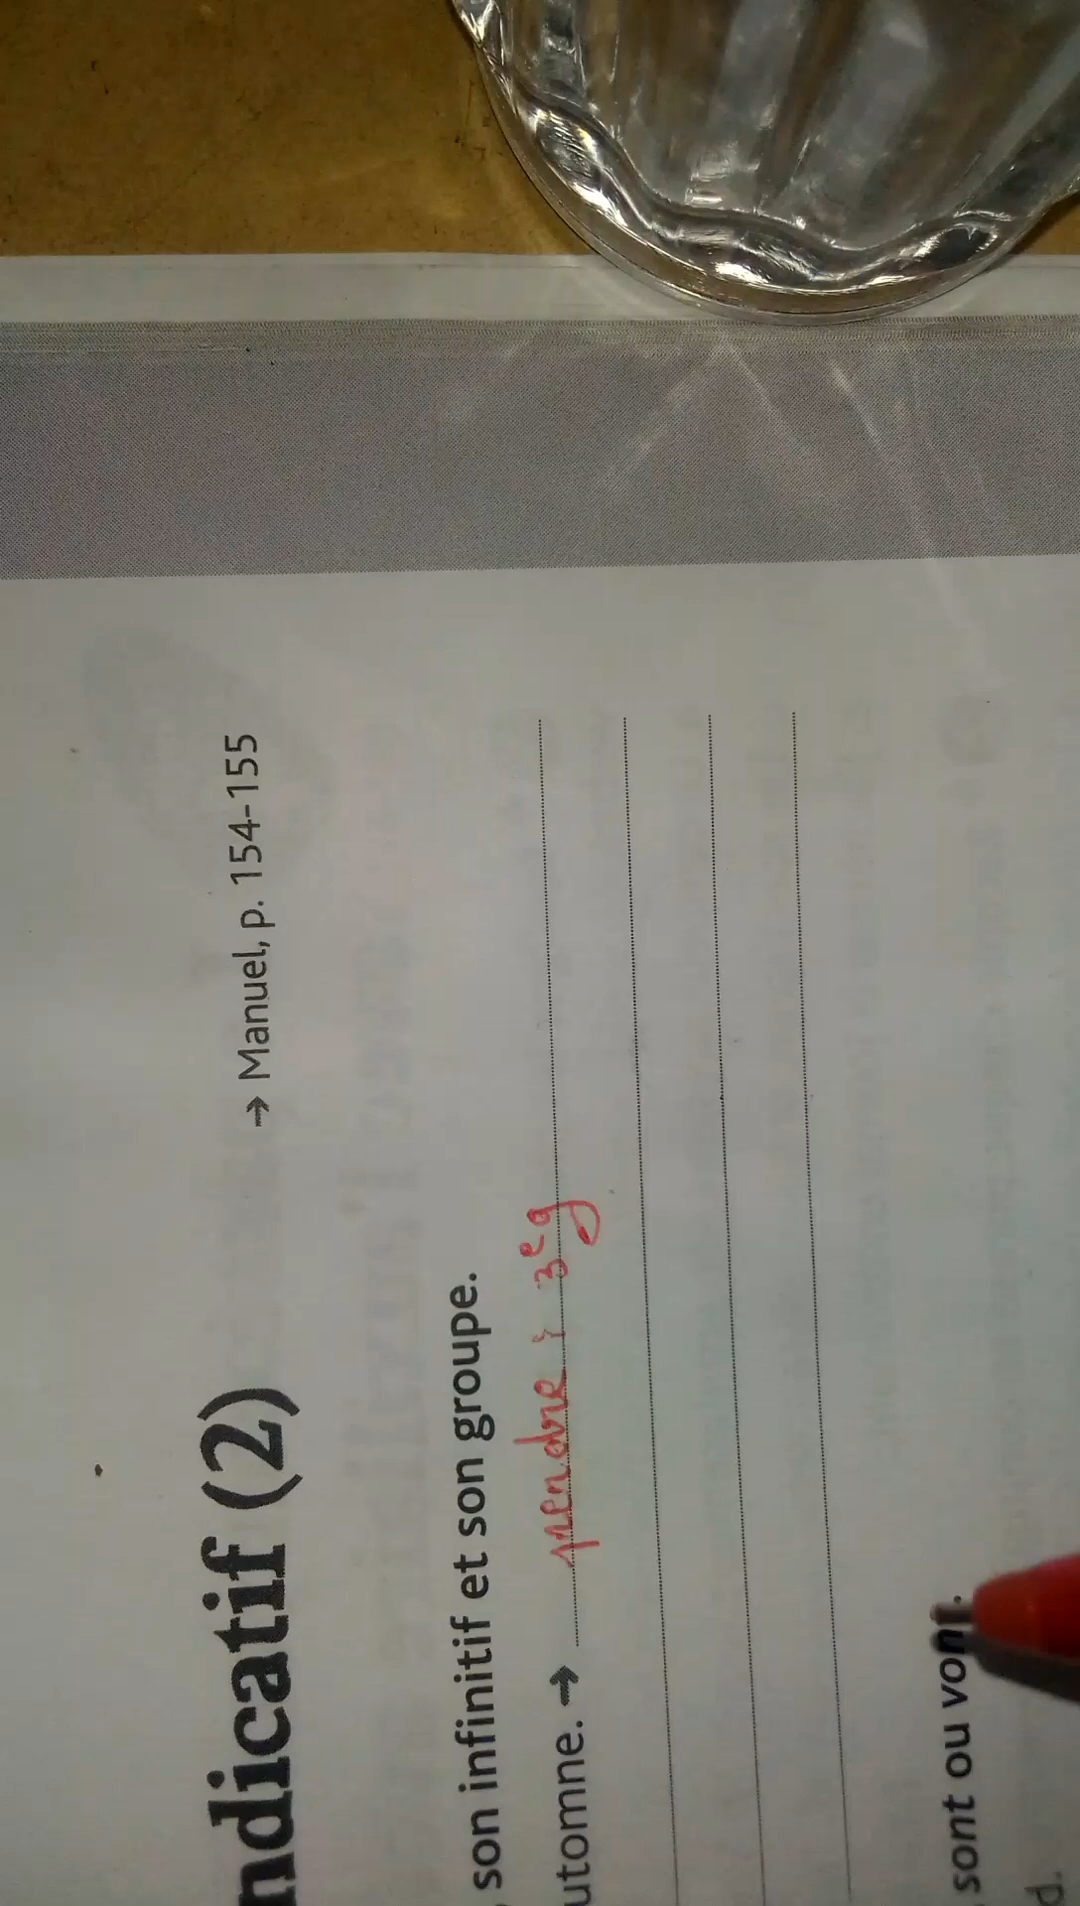 ndicatif (2)
→ Manuel, p. 154-155
son infinitif et son groupe.
utomne. → prendre : 3e g
sont ou vont.
d.